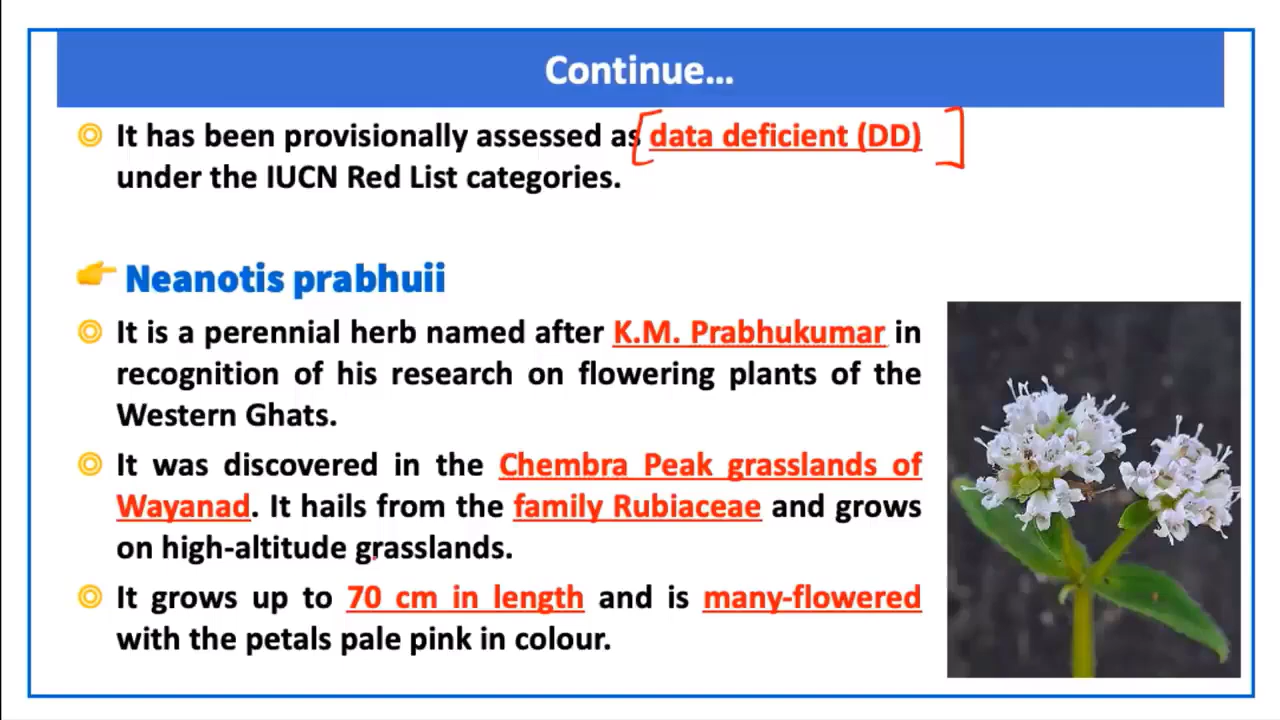 Continue...
It has been provisionally assessed as data deficient (DD)
under the IUCN Red List categories.
Neanotis prabhuii
It is a perennial herb named after K.M. Prabhukumar in
recognition of his research on flowering plants of the
Western Ghats.
It was discovered in the Chembra Peak grasslands of
Wayanad. It hails from the family Rubiaceae and grows
on high-altitude grasslands.
It grows up to 70 cm in length and is many-flowered
with the petals pale pink in colour.